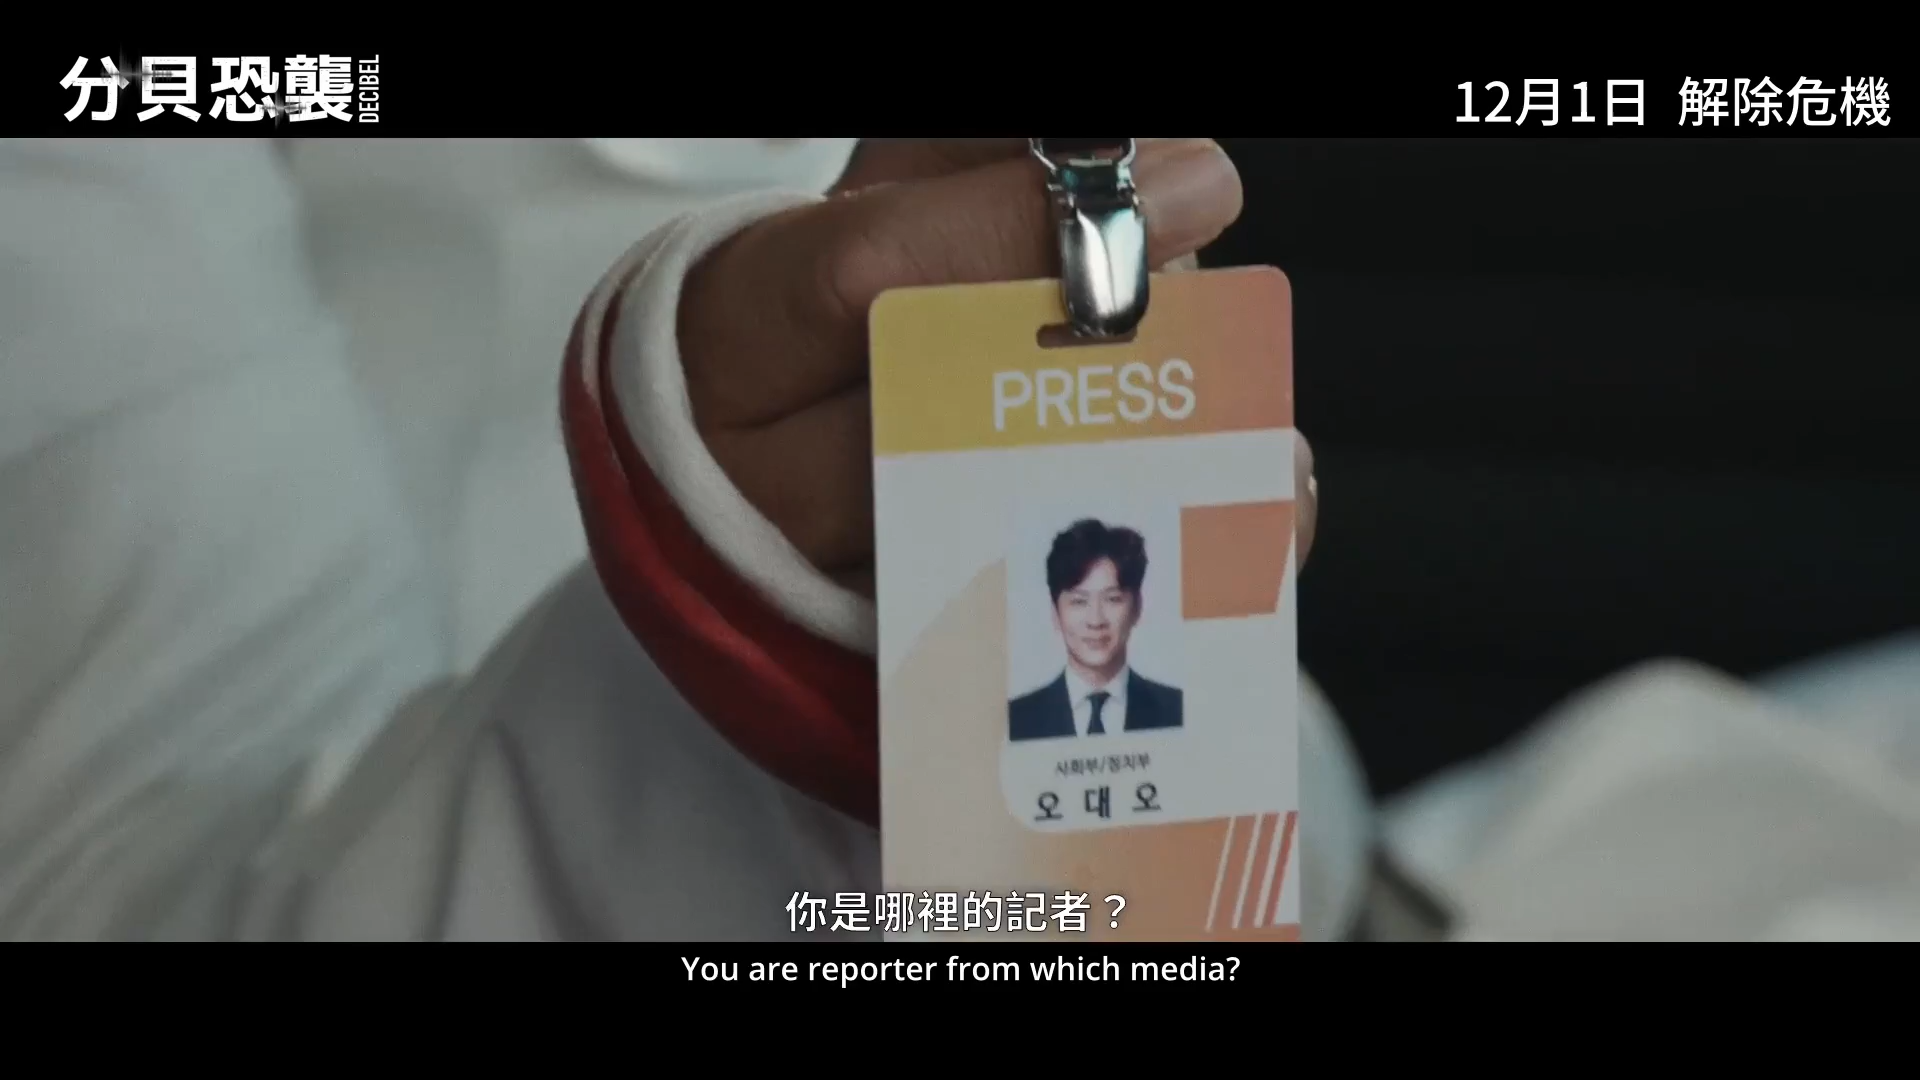 分貝恐襲
DECIBEL
12月1日 解除危機
PRESS
사회부/정치부
오 대 오
你是哪裡的記者？
You are reporter from which media?